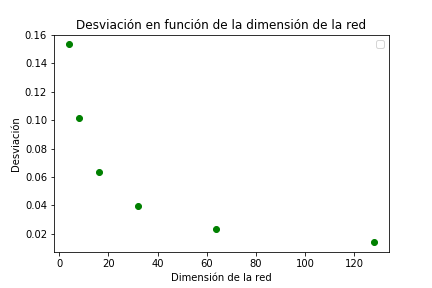 Desviación en función de la dimensión de la red
0.16
0.14
0.12
0.10
0.08
0.06
0.04
0.02
Desviación
0 20 40 60 80 100 120
Dimensión de la red